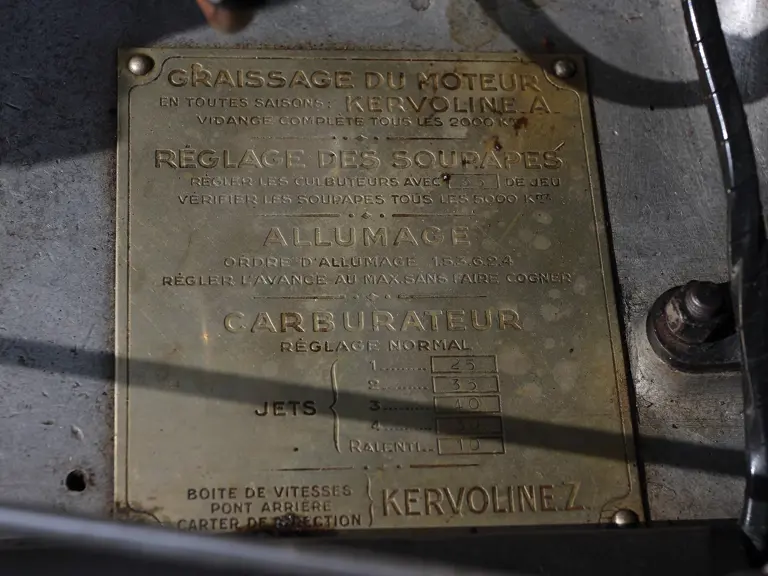 GRAISSAGE DU MOTEUR
EN TOUTES SAISONS: KERVOLINE A
VIDANGE COMPLÈTE TOUS LES 2000 KMS
RÉGLAGE DES SOUPAPES
RÉGLER LES CULBUTEURS AVEC DE JEU
VÉRIFIER LES SOUPAPES TOUS LES 5000 KMS
ALLUMAGE
ORDRE D'ALLUMAGE 153624
RÉGLER L'AVANCE AU MAX SANS FAIRE COGNER
CARBURATEUR
RÉGLAGE NORMAL
JETS
1........ 25
2........ 35
3........ 40
4........
RALENTI.. 10
BOITE DE VITESSES
PONT ARRIÈRE
CARTER DE DIRECTION
KERVOLINE Z